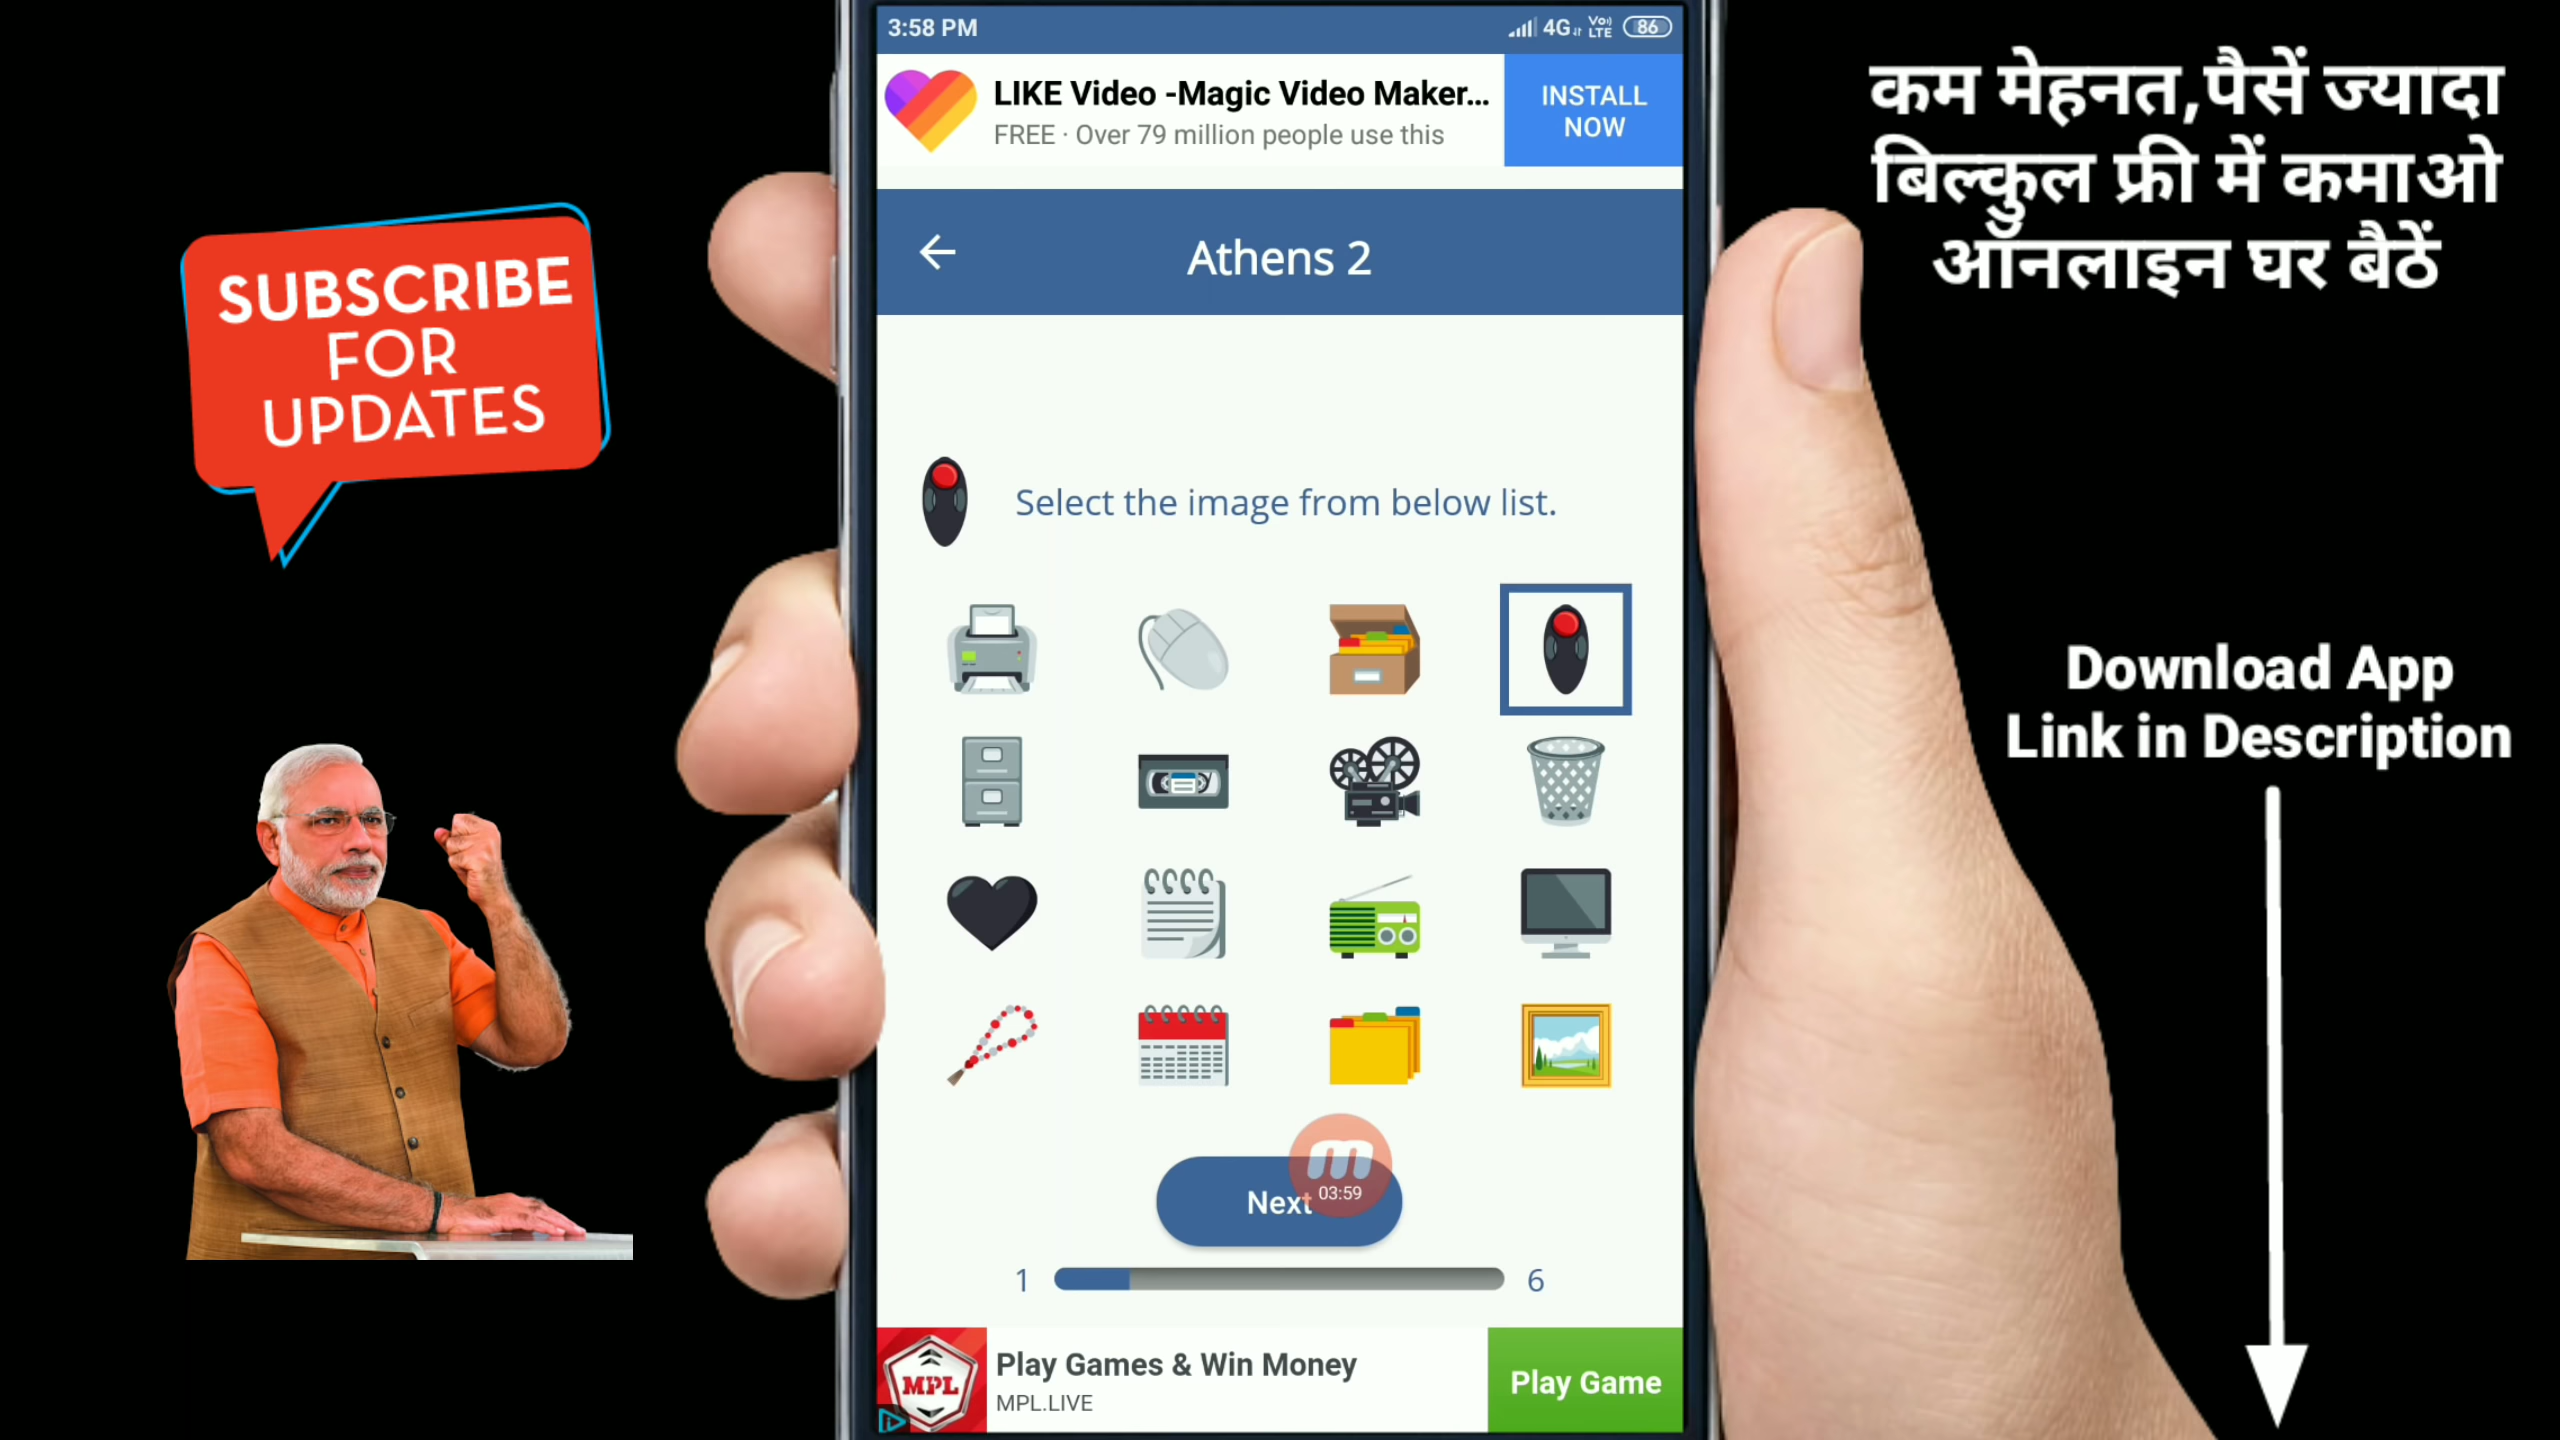 3:58 PM
4G
Vo) LTE
86
LIKE Video -Magic Video Maker...
FREE · Over 79 million people use this
INSTALL
NOW
Athens 2
Select the image from below list.
Next
03:59
1
6
MPL
Play Games & Win Money
MPL.LIVE
Play Game
SUBSCRIBE
FOR
UPDATES
कम मेहनत,पैसें ज्यादा
बिल्कुल फ्री में कमाओ
ऑनलाइन घर बैठें
Download App
Link in Description